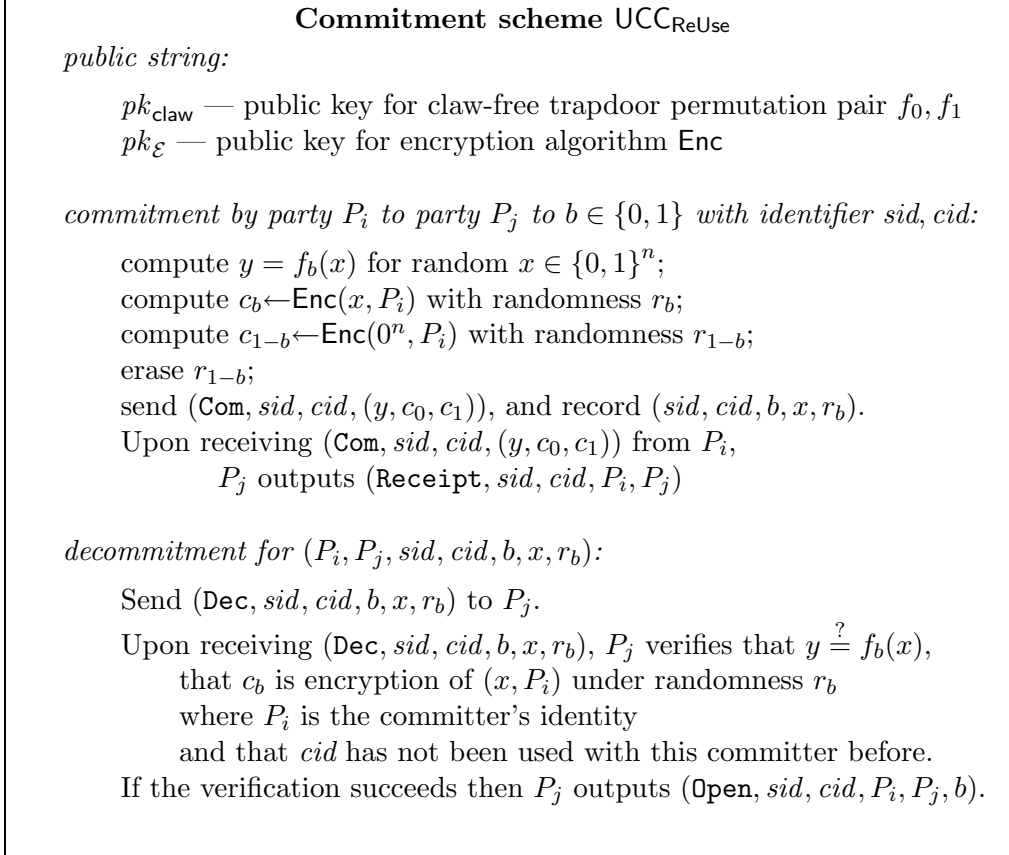 Commitment scheme UCC_ReUse
public string:
pk_claw — public key for claw-free trapdoor permutation pair f_0, f_1
pk_ℰ — public key for encryption algorithm Enc
commitment by party P_i to party P_j to b ∈ {0, 1} with identifier sid, cid:
compute y = f_b(x) for random x ∈ {0, 1}^n;
compute c_b←Enc(x, P_i) with randomness r_b;
compute c_{1−b}←Enc(0^n, P_i) with randomness r_{1−b};
erase r_{1−b};
send (Com, sid, cid, (y, c_0, c_1)), and record (sid, cid, b, x, r_b).
Upon receiving (Com, sid, cid, (y, c_0, c_1)) from P_i,
P_j outputs (Receipt, sid, cid, P_i, P_j)
decommitment for (P_i, P_j, sid, cid, b, x, r_b):
Send (Dec, sid, cid, b, x, r_b) to P_j.
Upon receiving (Dec, sid, cid, b, x, r_b), P_j verifies that y ≟ f_b(x),
that c_b is encryption of (x, P_i) under randomness r_b
where P_i is the committer's identity
and that cid has not been used with this committer before.
If the verification succeeds then P_j outputs (Open, sid, cid, P_i, P_j, b).